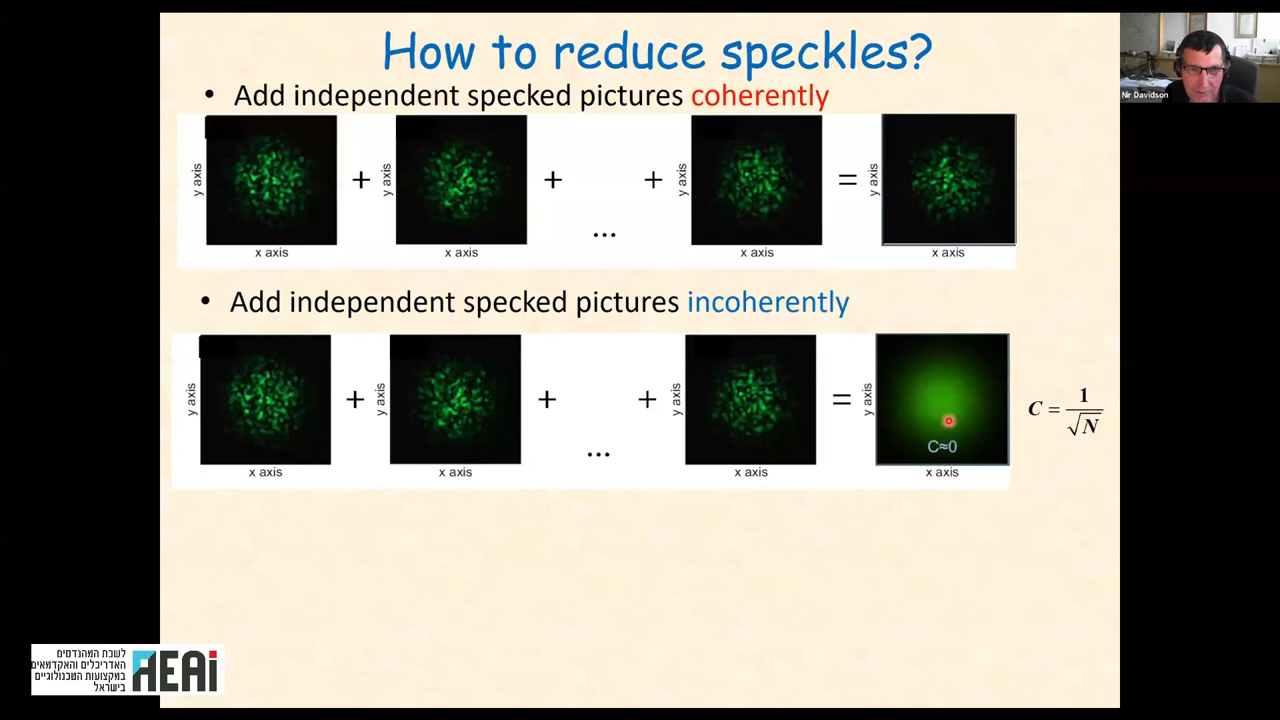 How to reduce speckles?
Nir Davidson
• Add independent specked pictures coherently
y axis
+
y axis
+
...
+
y axis
=
y axis
x axis
x axis
x axis
x axis
• Add independent specked pictures incoherently
y axis
+
y axis
+
...
+
y axis
=
y axis
C≈0
C = 1/√N
x axis
x axis
x axis
x axis
לשכת המהנדסים
האדריכלים והאקדמאים
במקצועות הטכנולוגיים
בישראל
AEAi